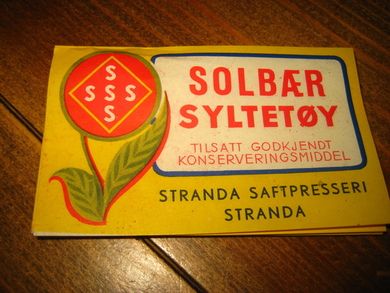 S
SSS
S
SOLBÆR
SYLTETØY
TILSATT GODKJENDT
KONSERVERINGSMIDDEL
STRANDA SAFTPRESSERI
STRANDA